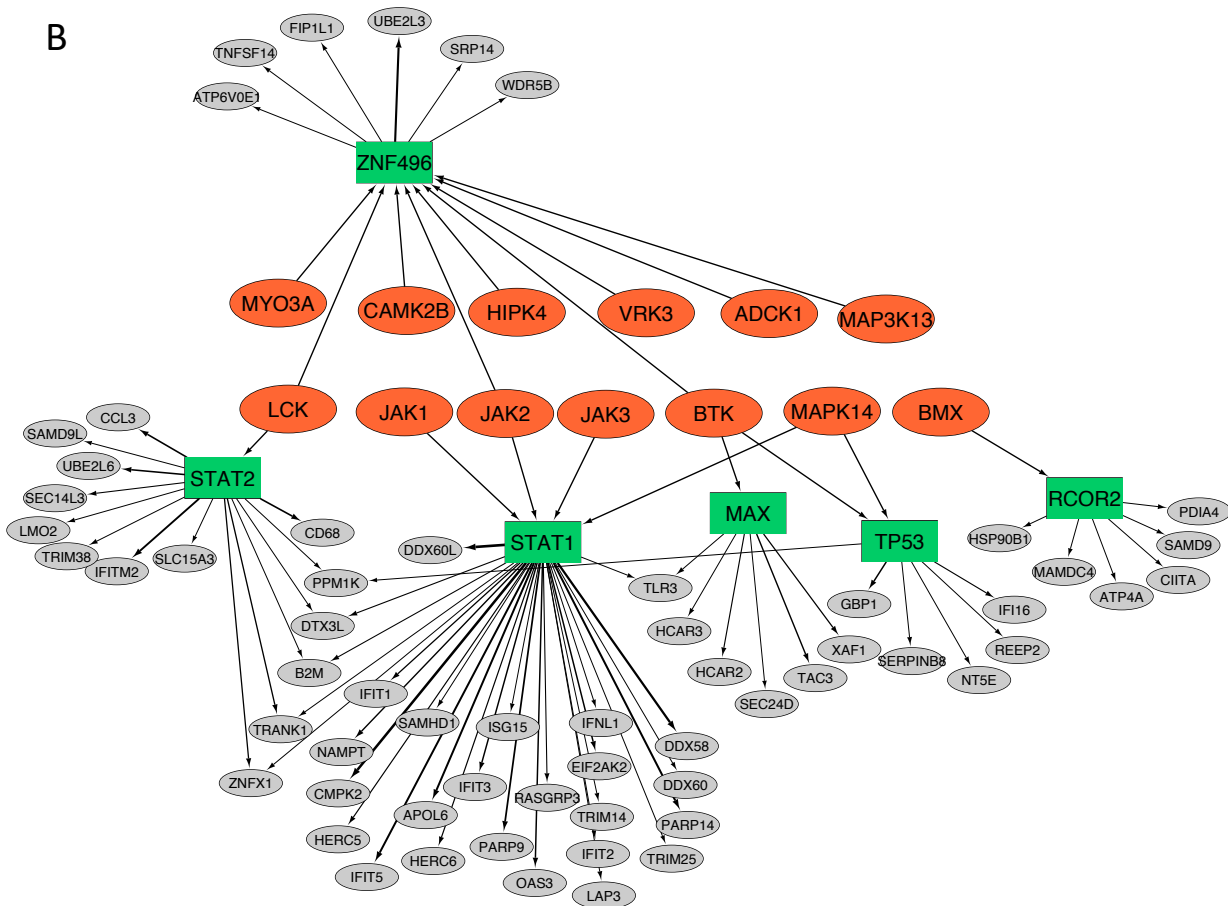 B
UBE2L3
FIP1L1
SRP14
TNFSF14
WDR5B
ATP6V0E1
ZNF496
MYO3A
CAMK2B
HIPK4
VRK3
ADCK1
MAP3K13
LCK
JAK1
JAK2
JAK3
BTK
MAPK14
BMX
CCL3
SAMD9L
UBE2L6
SEC14L3
LMO2
TRIM38
IFITM2
SLC15A3
STAT2
CD68
PPM1K
DTX3L
B2M
TRANK1
ZNFX1
DDX60L
STAT1
MAX
TP53
RCOR2
TLR3
HCAR3
HCAR2
SEC24D
TAC3
XAF1
GBP1
SERPINB8
NT5E
REEP2
IFI16
HSP90B1
MAMDC4
ATP4A
CIITA
SAMD9
PDIA4
IFIT1
SAMHD1
ISG15
IFNL1
DDX58
NAMPT
EIF2AK2
CMPK2
IFIT3
RASGRP3
DDX60
APOL6
TRIM14
PARP14
HERC5
HERC6
PARP9
IFIT2
TRIM25
IFIT5
OAS3
LAP3